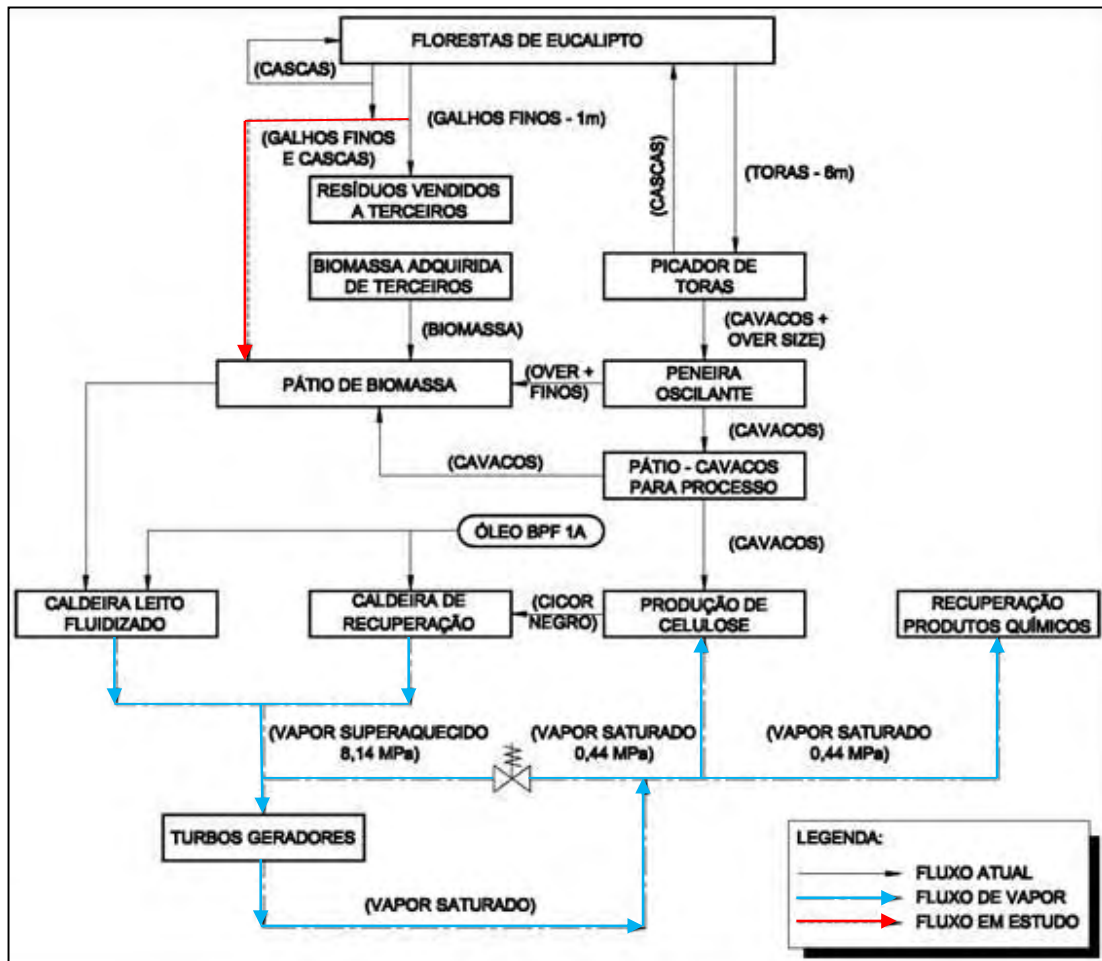 FLORESTAS DE EUCALIPTO
(CASCAS)
(GALHOS FINOS - 1m)
(GALHOS FINOS
E CASCAS)
(CASCAS)
(TORAS - 6m)
RESÍDUOS VENDIDOS
A TERCEIROS
BIOMASSA ADQUIRIDA
DE TERCEIROS
PICADOR DE
TORAS
(BIOMASSA)
(CAVACOS +
OVER SIZE)
PÁTIO DE BIOMASSA
(OVER +
FINOS)
PENEIRA
OSCILANTE
(CAVACOS)
(CAVACOS)
PÁTIO - CAVACOS
PARA PROCESSO
ÓLEO BPF 1A
(CAVACOS)
CALDEIRA LEITO
FLUIDIZADO
CALDEIRA DE
RECUPERAÇÃO
(CICOR
NEGRO)
PRODUÇÃO DE
CELULOSE
RECUPERAÇÃO
PRODUTOS QUÍMICOS
(VAPOR SUPERAQUECIDO
8,14 MPa)
(VAPOR SATURADO
0,44 MPa)
(VAPOR SATURADO
0,44 MPa)
TURBOS GERADORES
(VAPOR SATURADO)
LEGENDA:
FLUXO ATUAL
FLUXO DE VAPOR
FLUXO EM ESTUDO